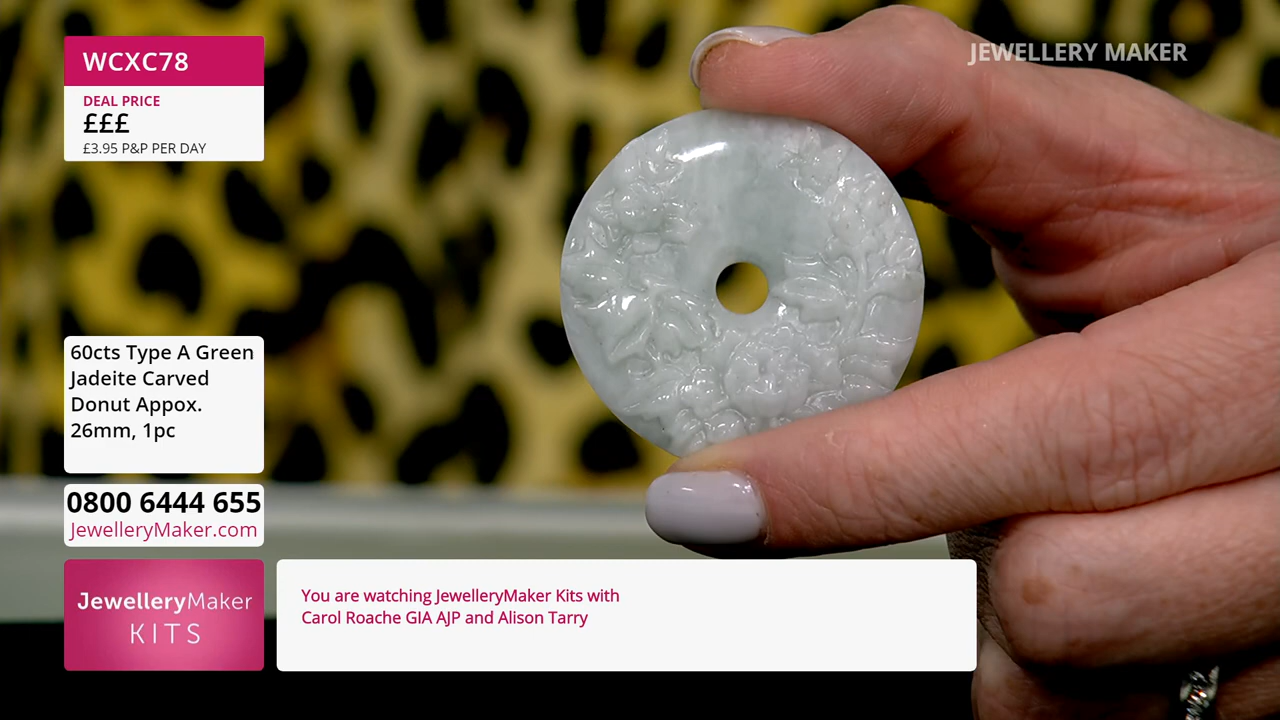 WCXC78
DEAL PRICE
£££
£3.95 P&P PER DAY
JEWELLERY MAKER
60cts Type A Green
Jadeite Carved
Donut Appox.
26mm, 1pc
0800 6444 655
JewelleryMaker.com
JewelleryMaker
KITS
You are watching JewelleryMaker Kits with
Carol Roache GIA AJP and Alison Tarry